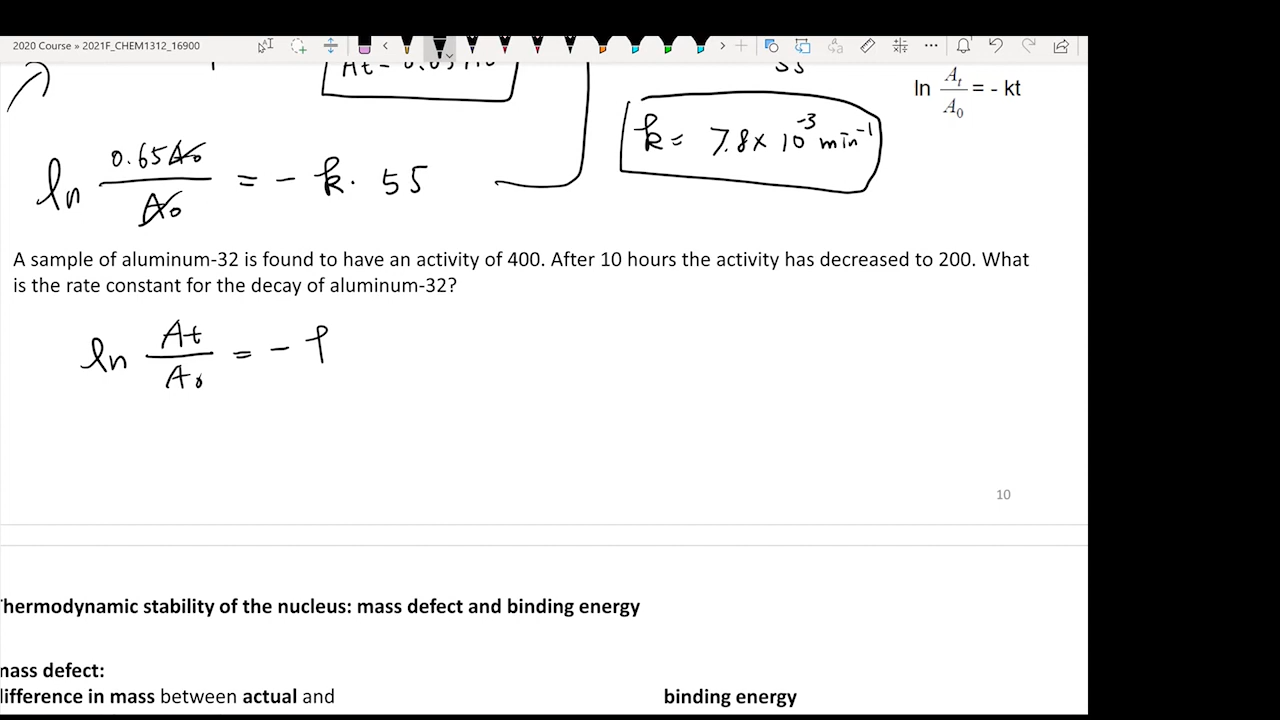 2020 Course » 2021F_CHEM1312_16900
ln At/A0 = - kt
k = 7.8 x 10^-3 min^-1
ln 0.65A0/A0 = - k. 55
A sample of aluminum-32 is found to have an activity of 400. After 10 hours the activity has decreased to 200. What
is the rate constant for the decay of aluminum-32?
ln At/A0 = -
10
Thermodynamic stability of the nucleus: mass defect and binding energy
mass defect:
difference in mass between actual and
binding energy